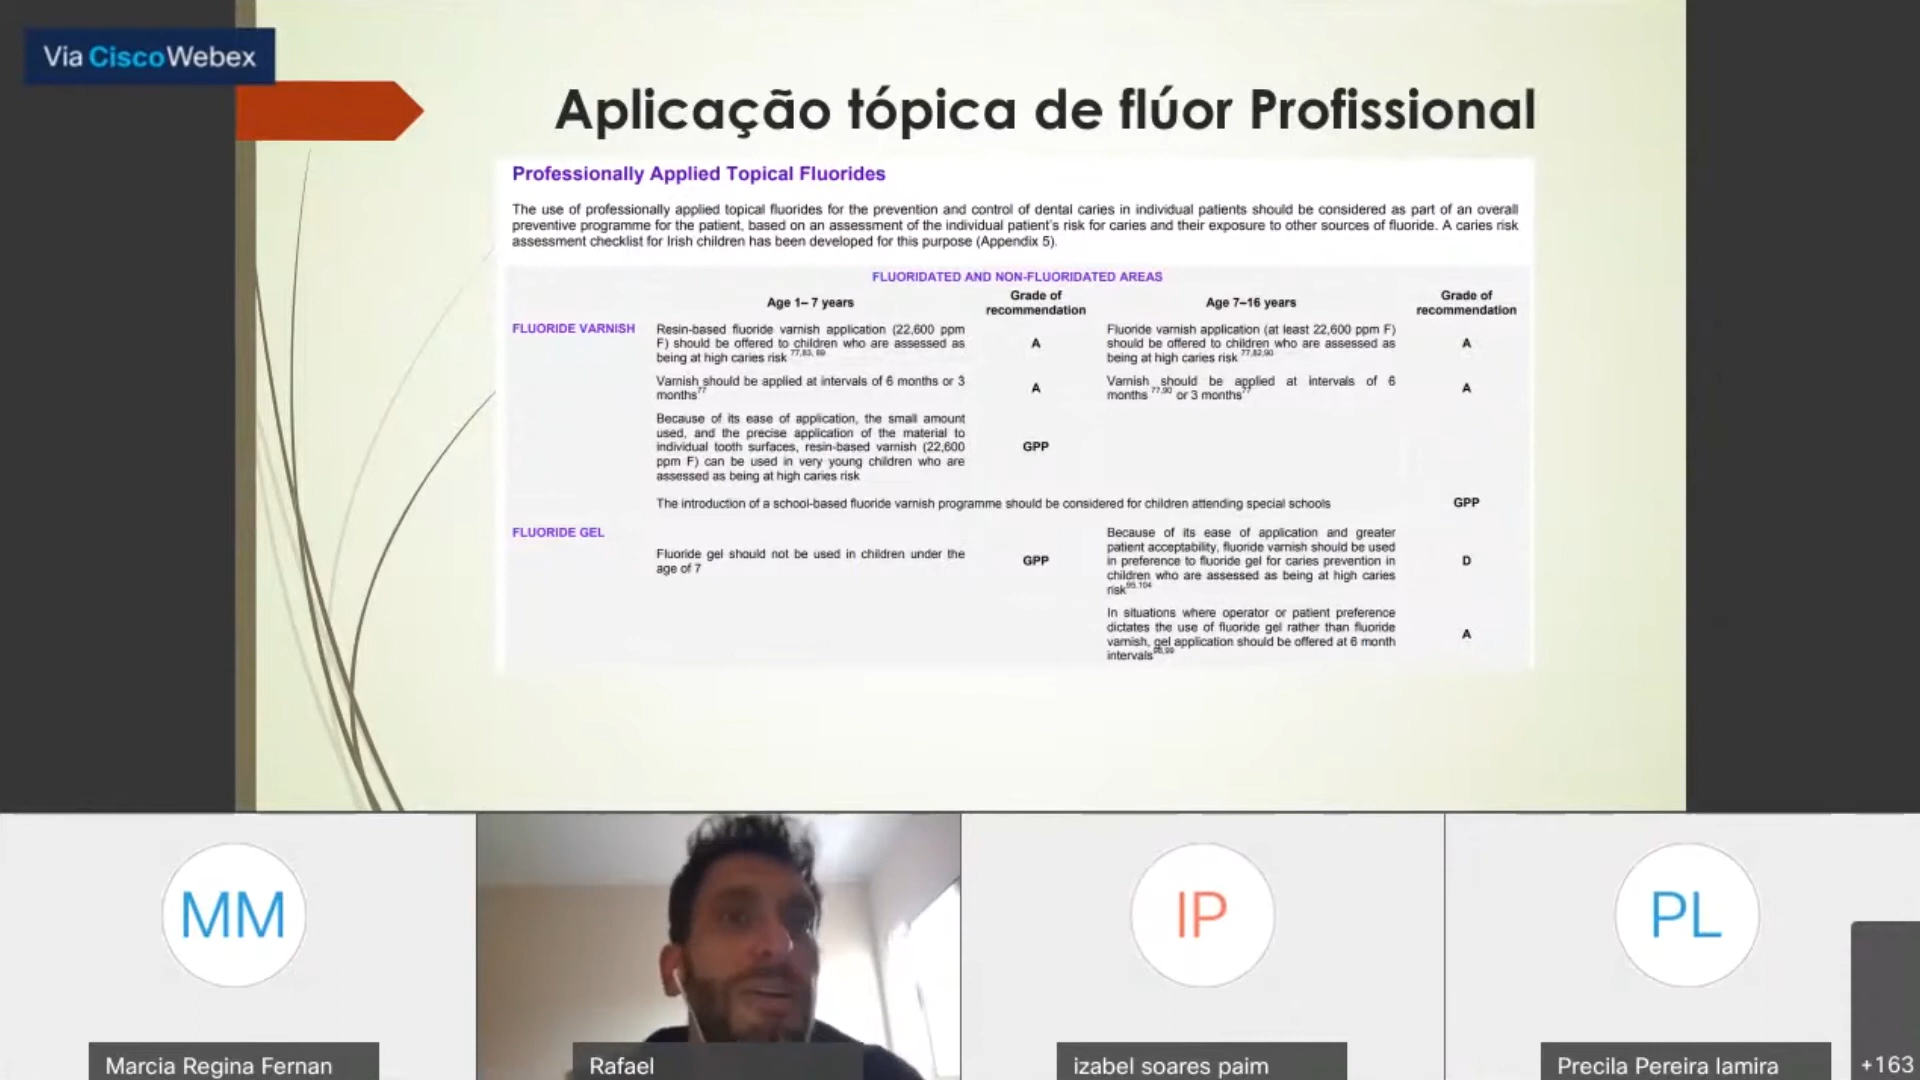 Via CiscoWebex
Aplicação tópica de flúor Profissional
Professionally Applied Topical Fluorides
The use of professionally applied topical fluorides for the prevention and control of dental caries in individual patients should be considered as part of an overall
preventive programme for the patient, based on an assessment of the individual patient's risk for caries and their exposure to other sources of fluoride. A caries risk
assessment checklist for Irish children has been developed for this purpose (Appendix 5).
FLUORIDATED AND NON-FLUORIDATED AREAS
Age 1– 7 years
Grade of
recommendation
Age 7–16 years
Grade of
recommendation
FLUORIDE VARNISH
Resin-based fluoride varnish application (22,600 ppm
F) should be offered to children who are assessed as
being at high caries risk 77,83, 89
A
Fluoride varnish application (at least 22,600 ppm F)
should be offered to children who are assessed as
being at high caries risk 77,82,90
A
Varnish should be applied at intervals of 6 months or 3
months77
A
Varnish should be applied at intervals of 6
months 77,90 or 3 months77
A
Because of its ease of application, the small amount
used, and the precise application of the material to
individual tooth surfaces, resin-based varnish (22,600
ppm F) can be used in very young children who are
assessed as being at high caries risk
GPP
The introduction of a school-based fluoride varnish programme should be considered for children attending special schools
GPP
FLUORIDE GEL
Fluoride gel should not be used in children under the
age of 7
GPP
Because of its ease of application and greater
patient acceptability, fluoride varnish should be used
in preference to fluoride gel for caries prevention in
children who are assessed as being at high caries
risk95,104
D
In situations where operator or patient preference
dictates the use of fluoride gel rather than fluoride
varnish, gel application should be offered at 6 month
intervals
A
MM
IP
PL
Marcia Regina Fernan
Rafael
izabel soares paim
Precila Pereira lamira
+163